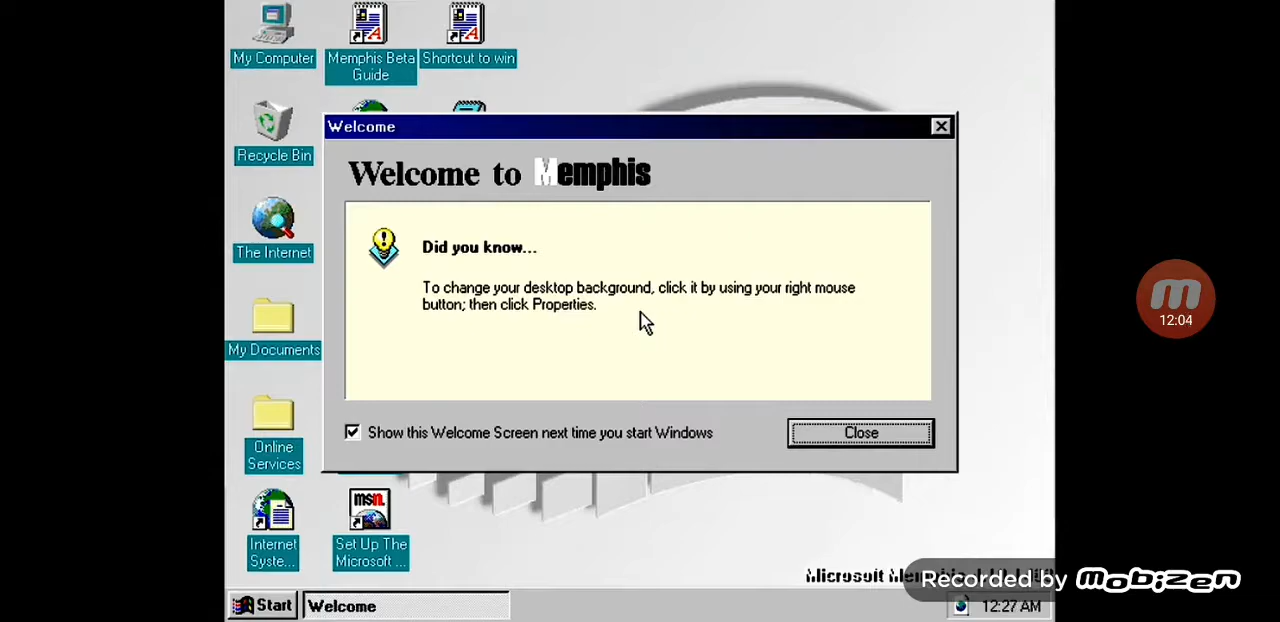 My Computer
Memphis Beta
Guide
Shortcut to win
Recycle Bin
The Internet
My Documents
Online
Services
Internet
Syste...
msn.
Set Up The
Microsoft ...
Welcome
Welcome to Memphis
Did you know...
To change your desktop background, click it by using your right mouse
button; then click Properties.
Show this Welcome Screen next time you start Windows
Close
m
12:04
Microsoft
Recorded by mobizen
Start
Welcome
12:27 AM